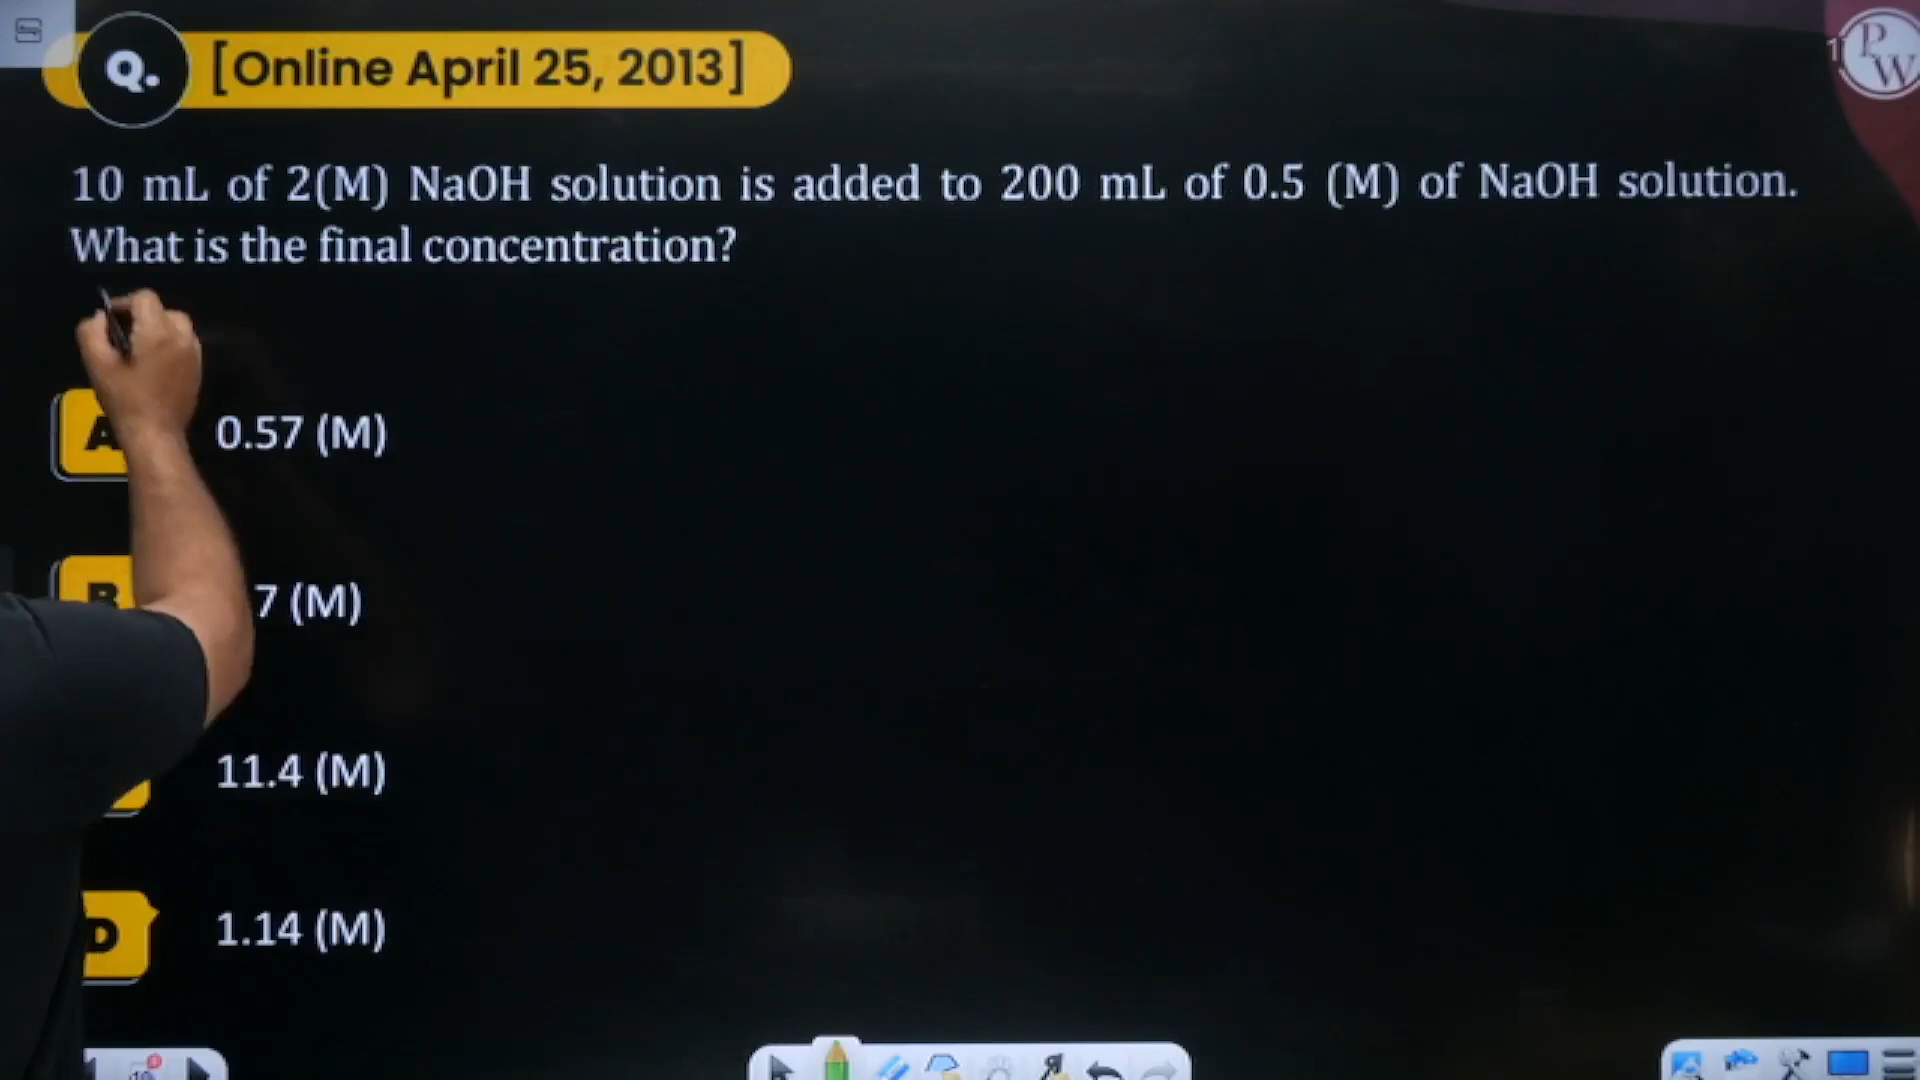 Q. [Online April 25, 2013]
PW
10 mL of 2(M) NaOH solution is added to 200 mL of 0.5 (M) of NaOH solution.
What is the final concentration?
A 0.57 (M)
B 7 (M)
11.4 (M)
D 1.14 (M)